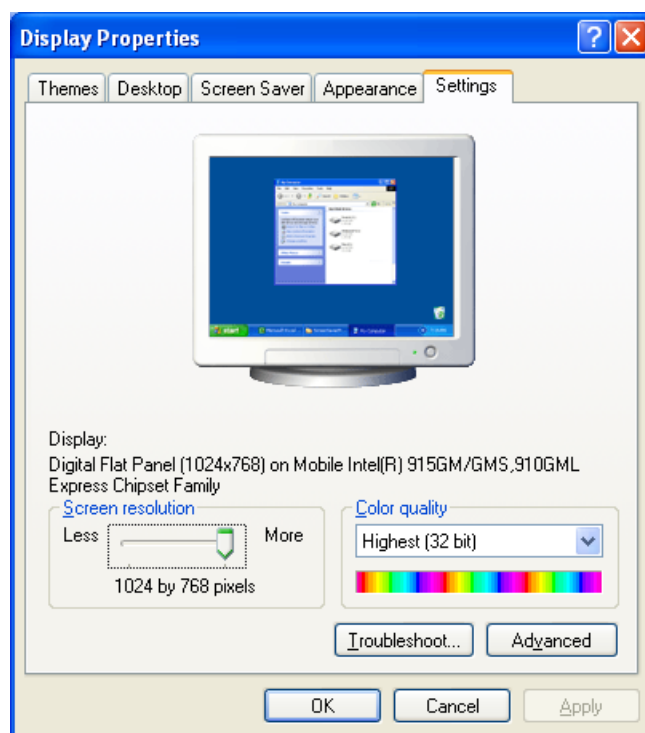 Display Properties
Themes Desktop Screen Saver Appearance Settings
start
Display:
Digital Flat Panel (1024x768) on Mobile Intel(R) 915GM/GMS,910GML
Express Chipset Family
Screen resolution
Less More
1024 by 768 pixels
Color quality
Highest (32 bit)
Troubleshoot... Advanced
OK Cancel Apply